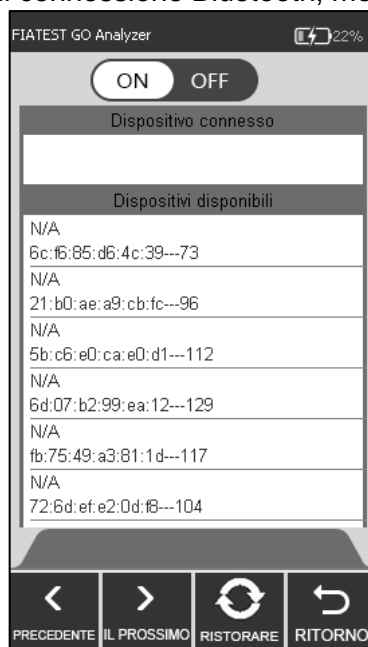 connessione Bluetooth,
FIATEST GO Analyzer 22%
ON OFF
Dispositivo connesso
Dispositivi disponibili
N/A
6c:f6:85:d6:4c:39---73
N/A
21:b0:ae:a9:cb:fc---96
N/A
5b:c6:e0:ca:e0:d1---112
N/A
6d:07:b2:99:ea:12---129
N/A
fb:75:49:a3:81:1d---117
N/A
72:6d:ef:e2:0d:f8---104
PRECEDENTE IL PROSSIMO RISTORARE RITORNO